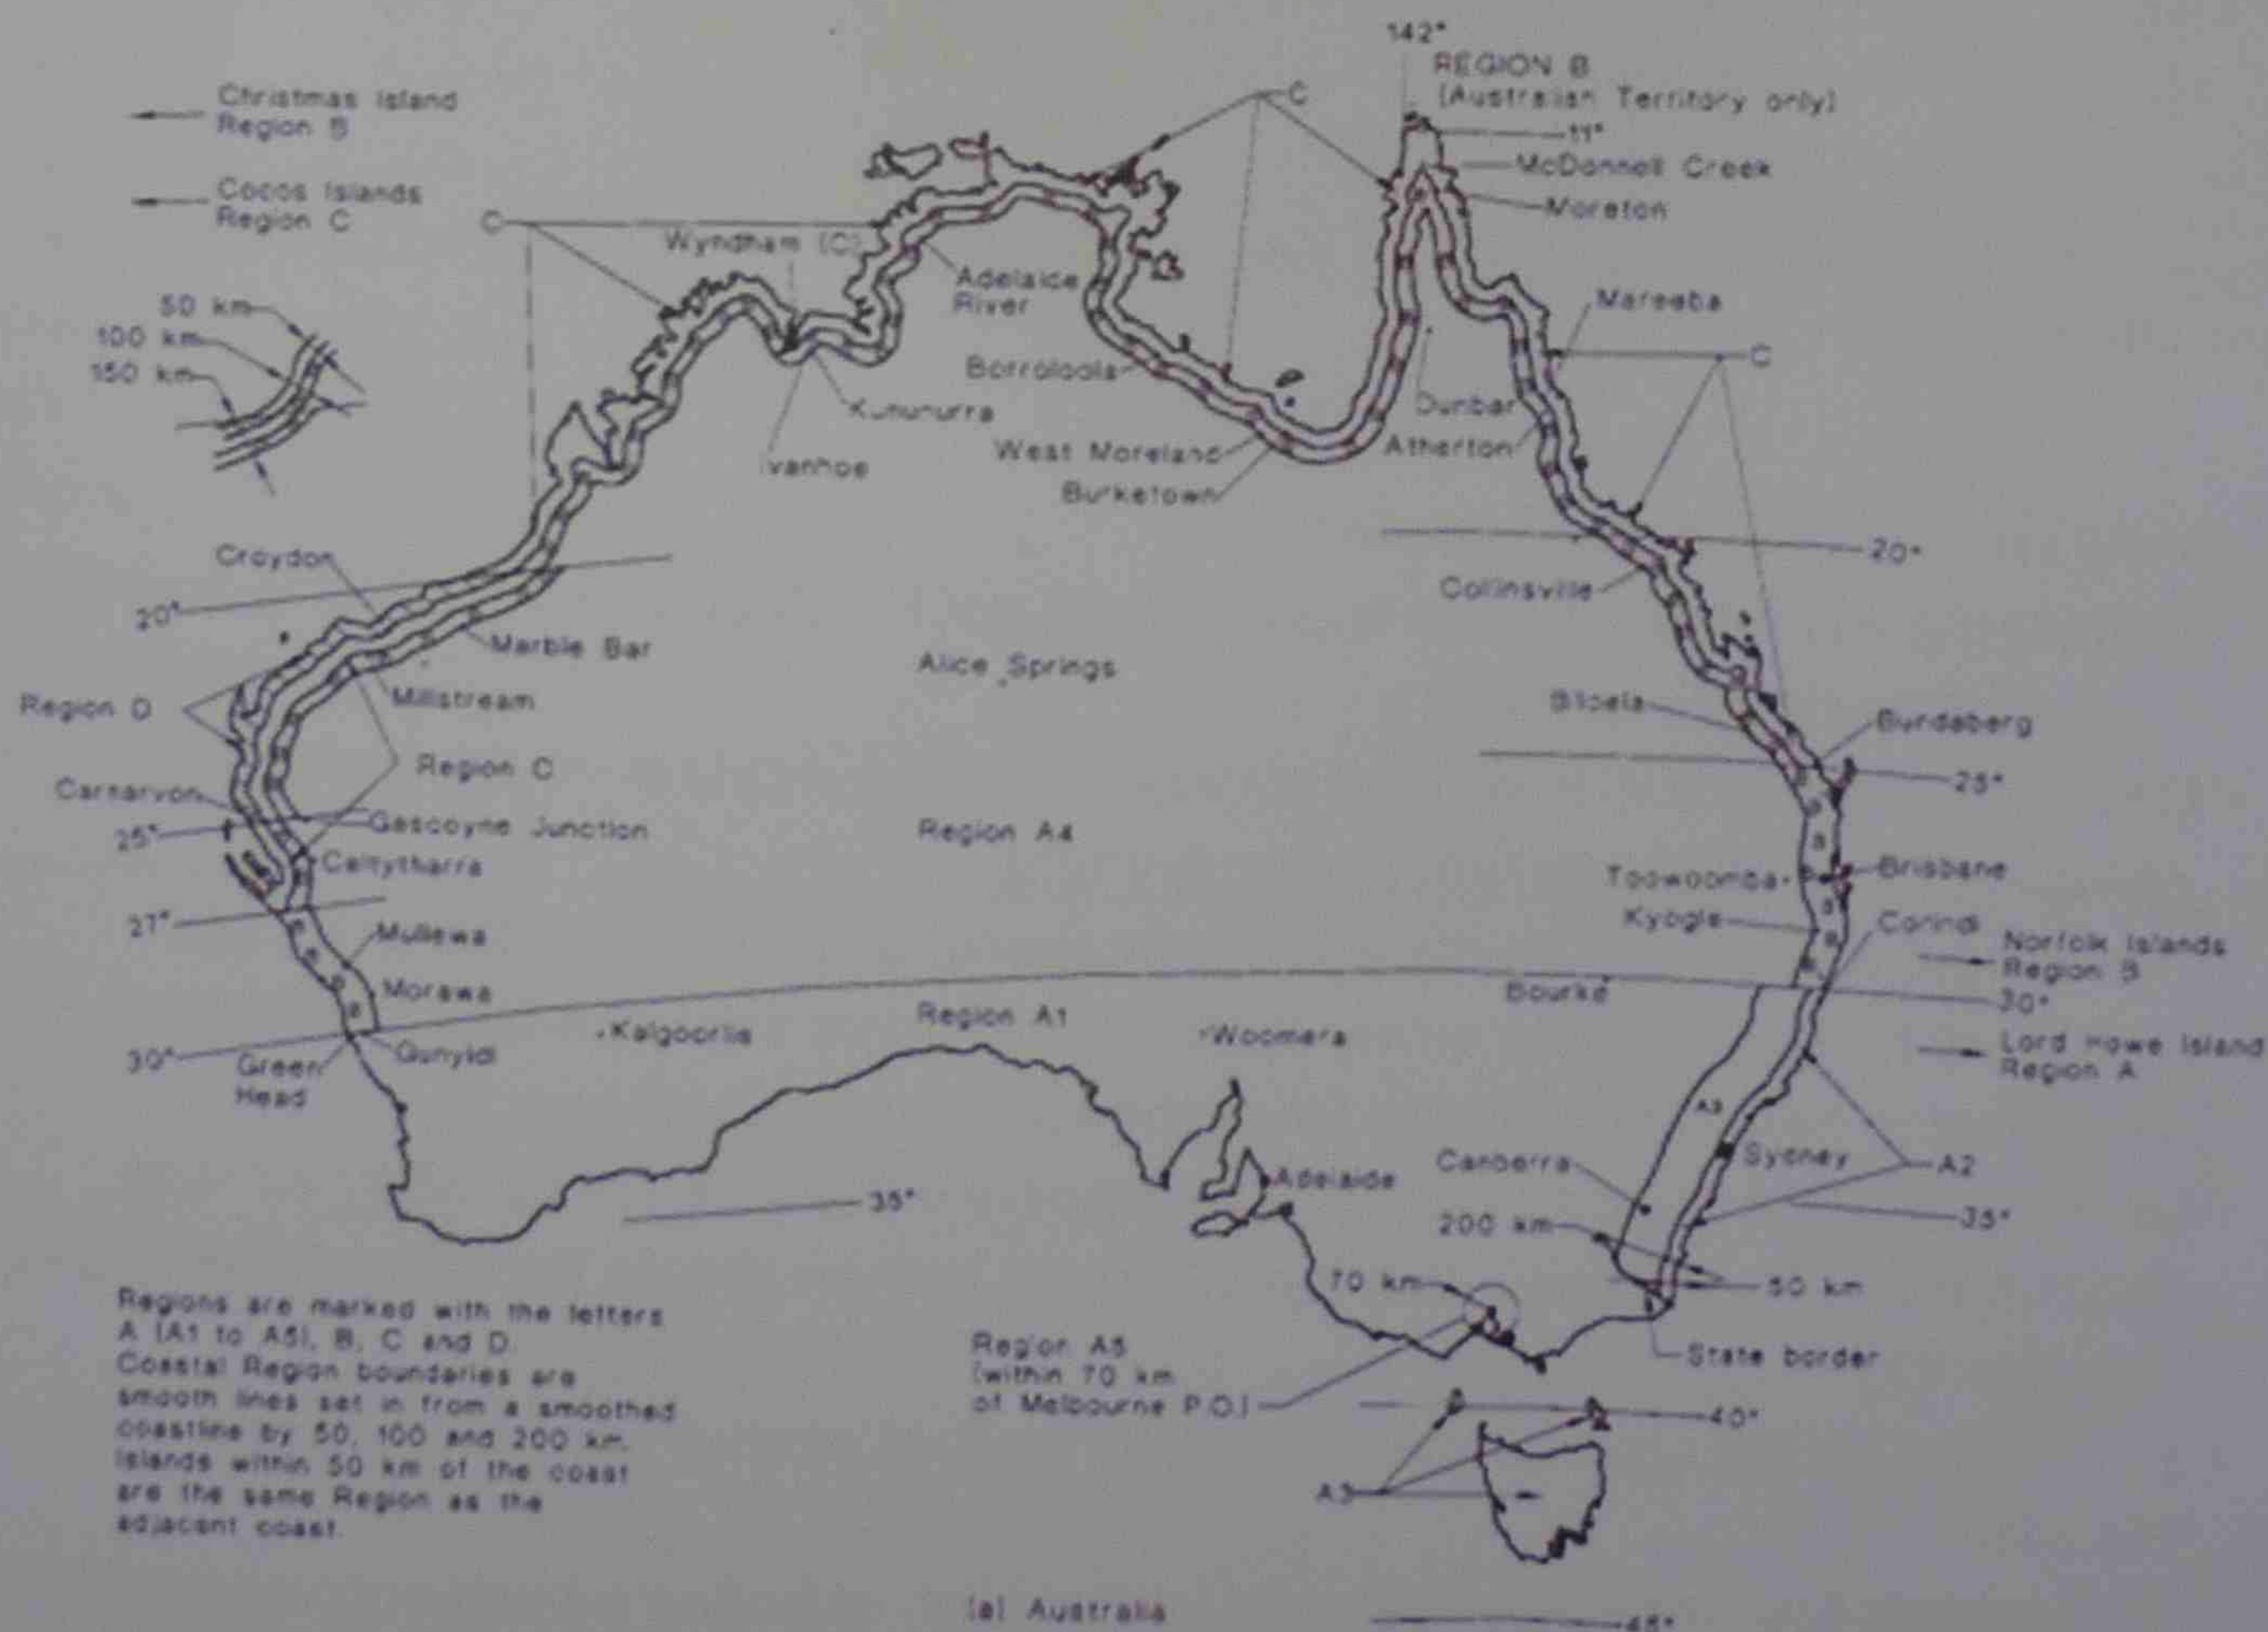 142°
REGION B
(Australian Territory only)
Christmas Island
Region B
C
11°
McDonnell Creek
Cocos Islands
Region C
Moreton
C
Wyndham (C)
Adelaide
River
50 km
Mareeba
100 km
C
150 km
Borroloola
Kununurra
Dunbar
Atherton
West Moreland
Ivanhoe
Burketown
Croydon
20°
Collinsville
20°
Marble Bar
Alice Springs
Region D
Millstream
Biloela
Bundaberg
Region C
25°
Carnarvon
25°
Gascoyne Junction
Region A4
Callytharra
Toowoomba
Brisbane
27°
Kyogle
Corindi
Mullewa
Norfolk Islands
Region B
Morawa
Bourke
30°
Region A1
Kalgoorlie
Woomera
Lord Howe Island
Region A
30°
Green
Head
Gunyidi
A3
Canberra
Sydney
A2
Adelaide
35°
200 km
35°
70 km
50 km
Regions are marked with the letters
A (A1 to A5), B, C and D.
Coastal Region boundaries are
smooth lines set in from a smoothed
coastline by 50, 100 and 200 km.
Islands within 50 km of the coast
are the same Region as the
adjacent coast.
Region A5
(within 70 km
of Melbourne P.O.)
State border
40°
A3
(a) Australia
45°